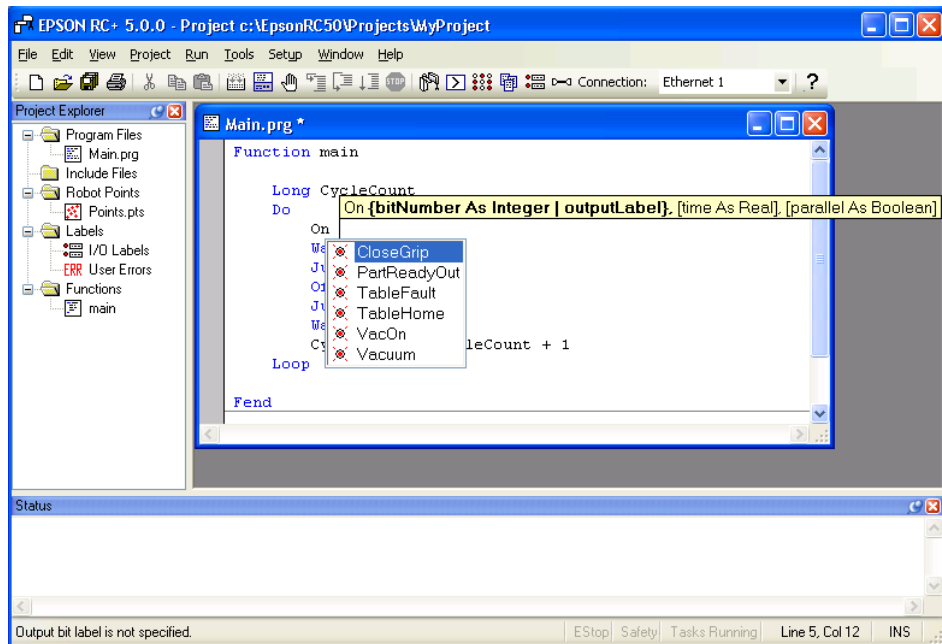 EPSON RC+ 5.0.0 - Project c:\EpsonRC50\Projects\MyProject
File Edit View Project Run Tools Setup Window Help
Connection: Ethernet 1
Project Explorer
Program Files
Main.prg
Include Files
Robot Points
Points.pts
Labels
I/O Labels
ERR User Errors
Functions
main
Main.prg *
Function main
Long CycleCount
Do
On {bitNumber As Integer | outputLabel}, [time As Real], [parallel As Boolean]
On
CloseGrip
PartReadyOut
TableFault
TableHome
VacOn
Vacuum
leCount + 1
Loop
Fend
Status
Output bit label is not specified.
EStop Safety Tasks Running Line 5, Col 12 INS